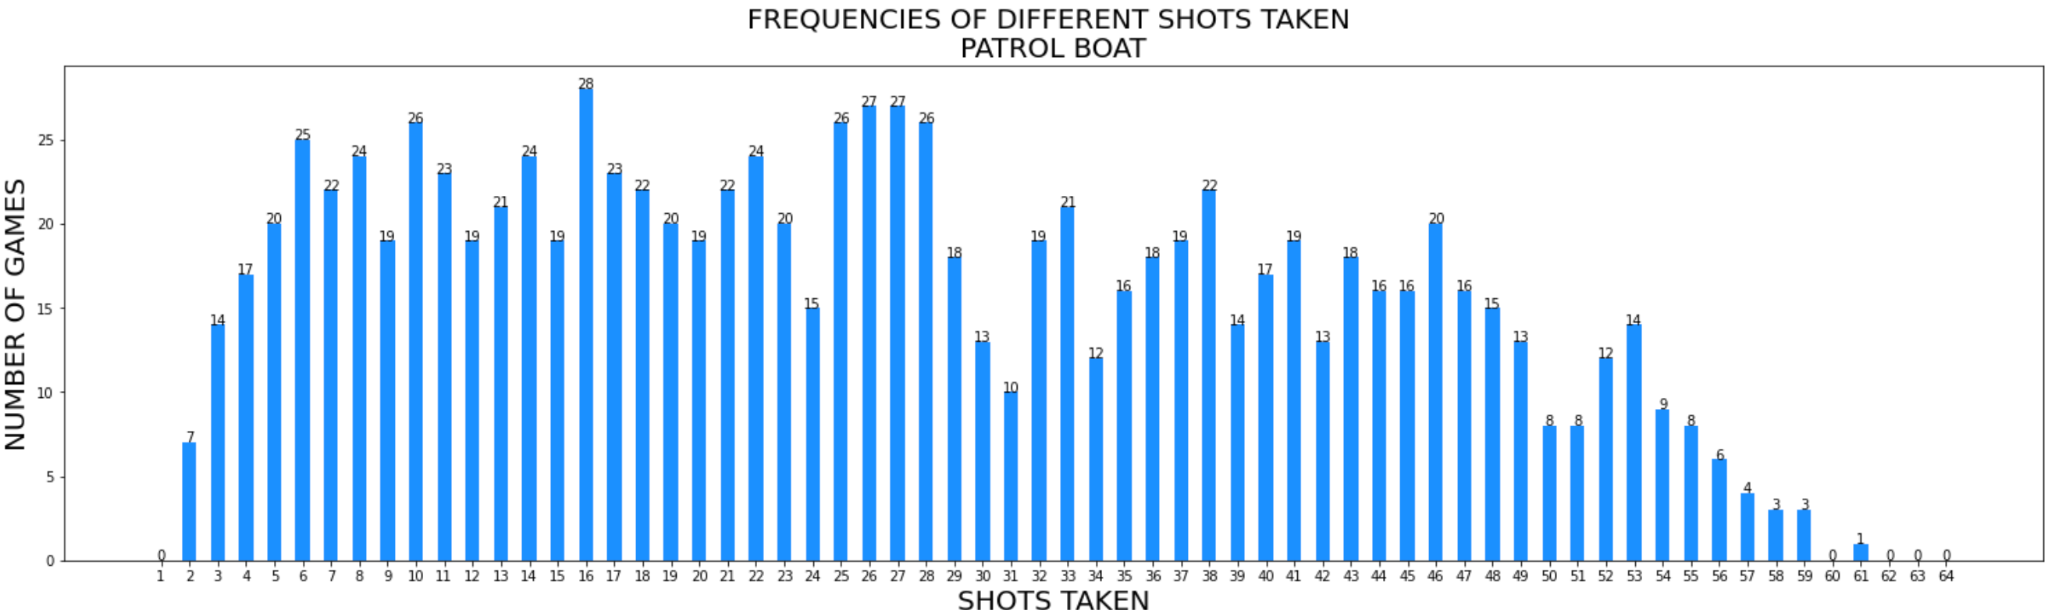 FREQUENCIES OF DIFFERENT SHOTS TAKEN
PATROL BOAT
NUMBER OF GAMES
25
20
15
10
5
0
0 7 14 17 20 25 22 24 19 26 23 19 21 24 19 28 23 22 20 19 22 24 20 15 26 27 27 26 18 13 10 19 21 12 16 18 19 22 14 17 19 13 18 16 16 20 16 15 13 8 8 12 14 9 8 6 4 3 3 0 1 0 0 0
1 2 3 4 5 6 7 8 9 10 11 12 13 14 15 16 17 18 19 20 21 22 23 24 25 26 27 28 29 30 31 32 33 34 35 36 37 38 39 40 41 42 43 44 45 46 47 48 49 50 51 52 53 54 55 56 57 58 59 60 61 62 63 64
SHOTS TAKEN